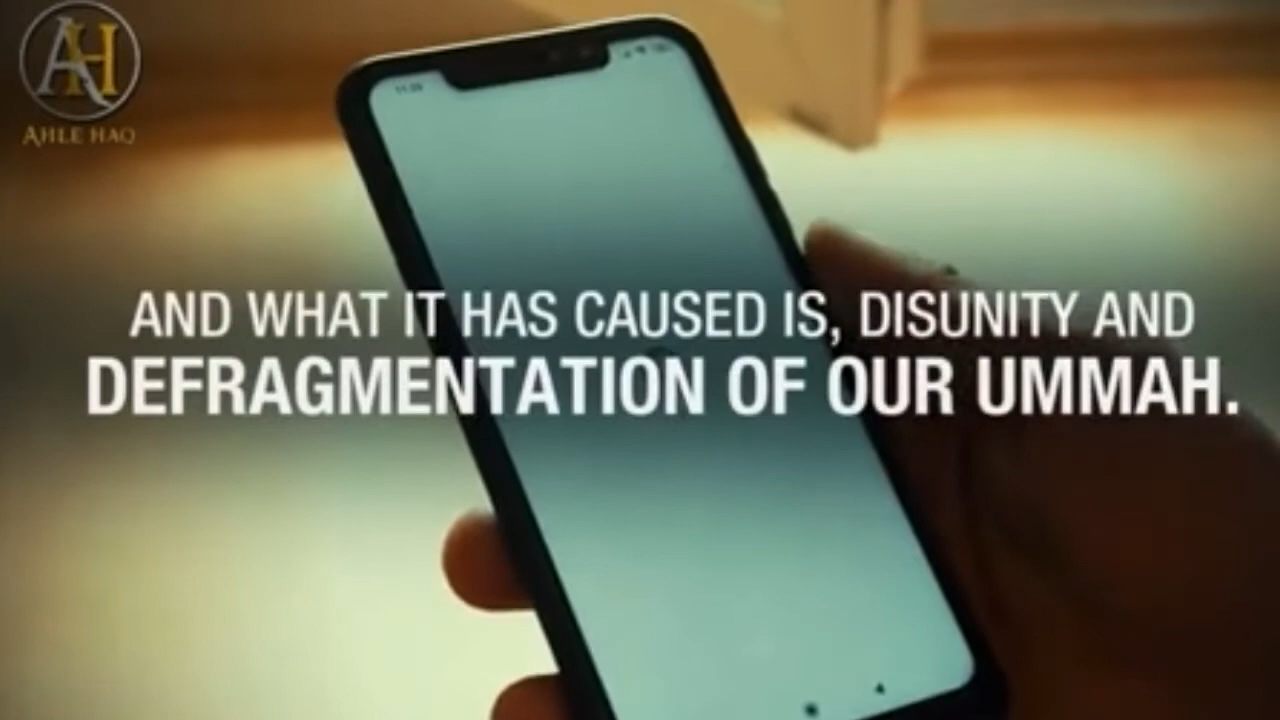 AHLE HAQ
AND WHAT IT HAS CAUSED IS, DISUNITY AND
DEFRAGMENTATION OF OUR UMMAH.